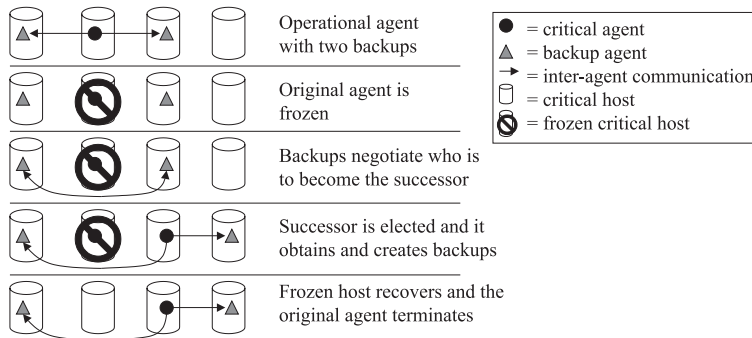 Operational agent
with two backups
Original agent is
frozen
Backups negotiate who is
to become the successor
Successor is elected and it
obtains and creates backups
Frozen host recovers and the
original agent terminates
= critical agent
= backup agent
= inter-agent communication
= critical host
= frozen critical host